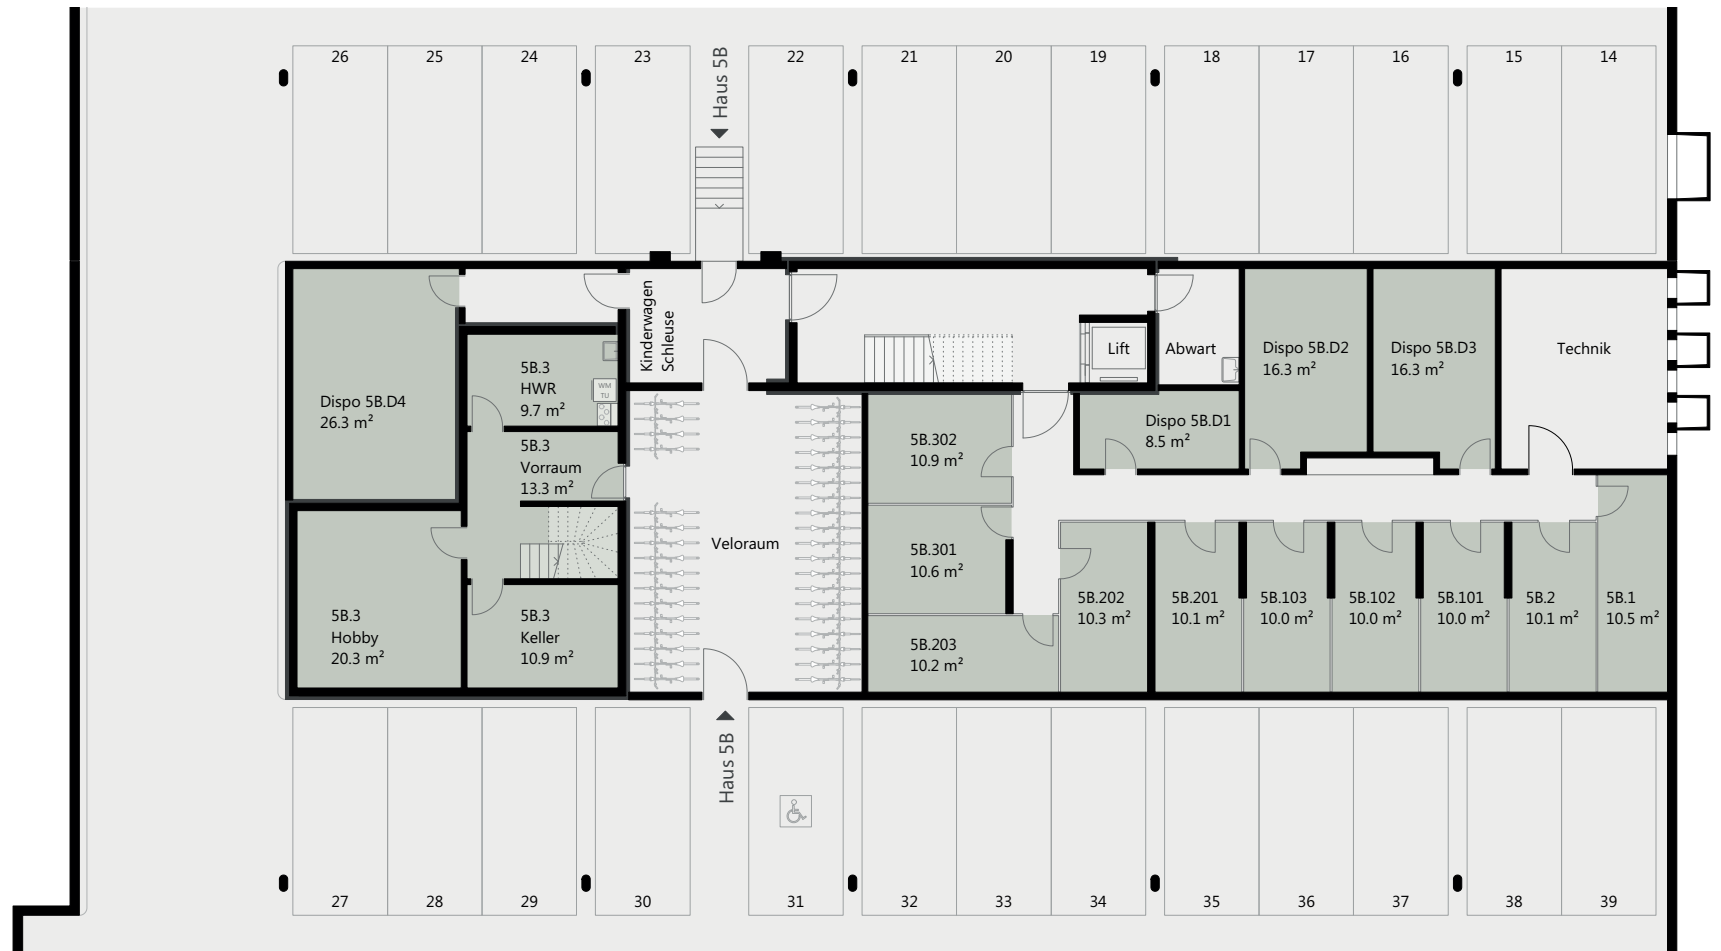 26
25
24
23
22
21
20
19
18
17
16
15
14
Haus 5B
Kinderwagen
Schleuse
Dispo 5B.D4
26.3 m²
5B.3
HWR
9.7 m²
WM
TU
5B.3
Vorraum
13.3 m²
5B.3
Hobby
20.3 m²
5B.3
Keller
10.9 m²
Veloraum
Lift
Abwart
Dispo 5B.D1
8.5 m²
Dispo 5B.D2
16.3 m²
Dispo 5B.D3
16.3 m²
Technik
5B.302
10.9 m²
5B.301
10.6 m²
5B.203
10.2 m²
5B.202
10.3 m²
5B.201
10.1 m²
5B.103
10.0 m²
5B.102
10.0 m²
5B.101
10.0 m²
5B.2
10.1 m²
5B.1
10.5 m²
Haus 5B
27
28
29
30
31
32
33
34
35
36
37
38
39